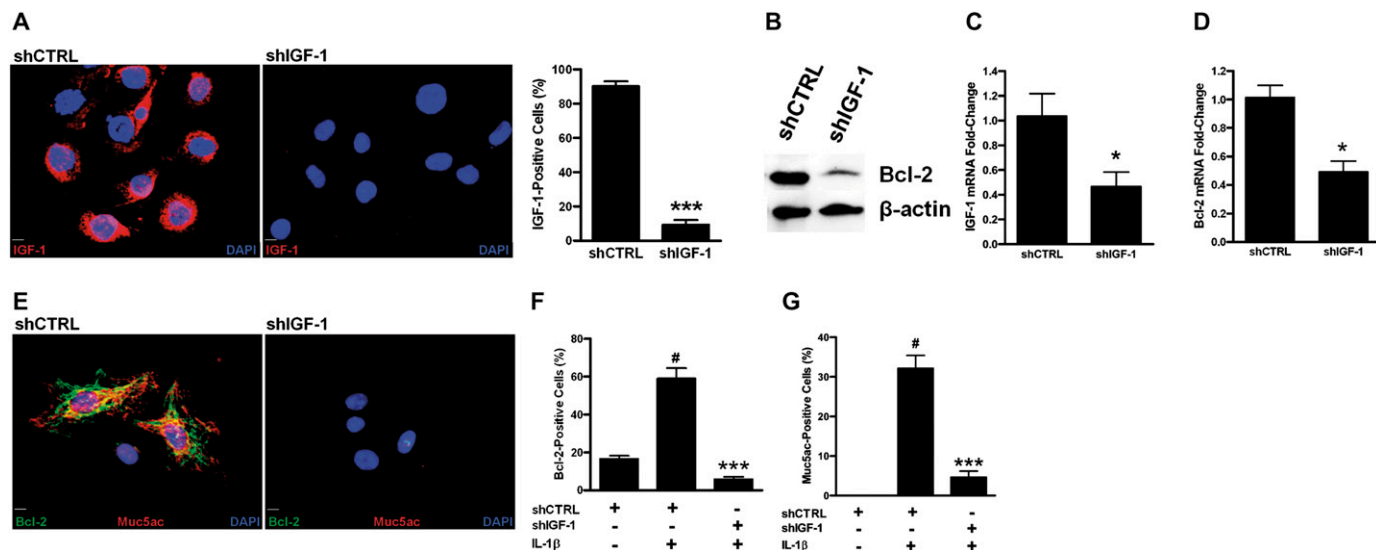 A
shCTRL
shIGF-1
IGF-1
DAPI
IGF-1
DAPI
IGF-1-Positive Cells (%)
100
80
60
40
20
0
***
shCTRL
shIGF-1
B
shCTRL
shIGF-1
Bcl-2
β-actin
C
IGF-1 mRNA Fold-Change
1.4
1.2
1.0
0.8
0.6
0.4
0.2
0.0
*
shCTRL
shIGF-1
D
Bcl-2 mRNA Fold-Change
1.2
1.0
0.8
0.6
0.4
0.2
0.0
*
shCTRL
shIGF-1
E
shCTRL
shIGF-1
Bcl-2
Muc5ac
DAPI
Bcl-2
Muc5ac
DAPI
F
Bcl-2-Positive Cells (%)
80
60
40
20
0
#
***
shCTRL + + -
shIGF-1 - - +
IL-1β - + +
G
Muc5ac-Positive Cells (%)
40
30
20
10
0
#
***
shCTRL + + -
shIGF-1 - - +
IL-1β - + +